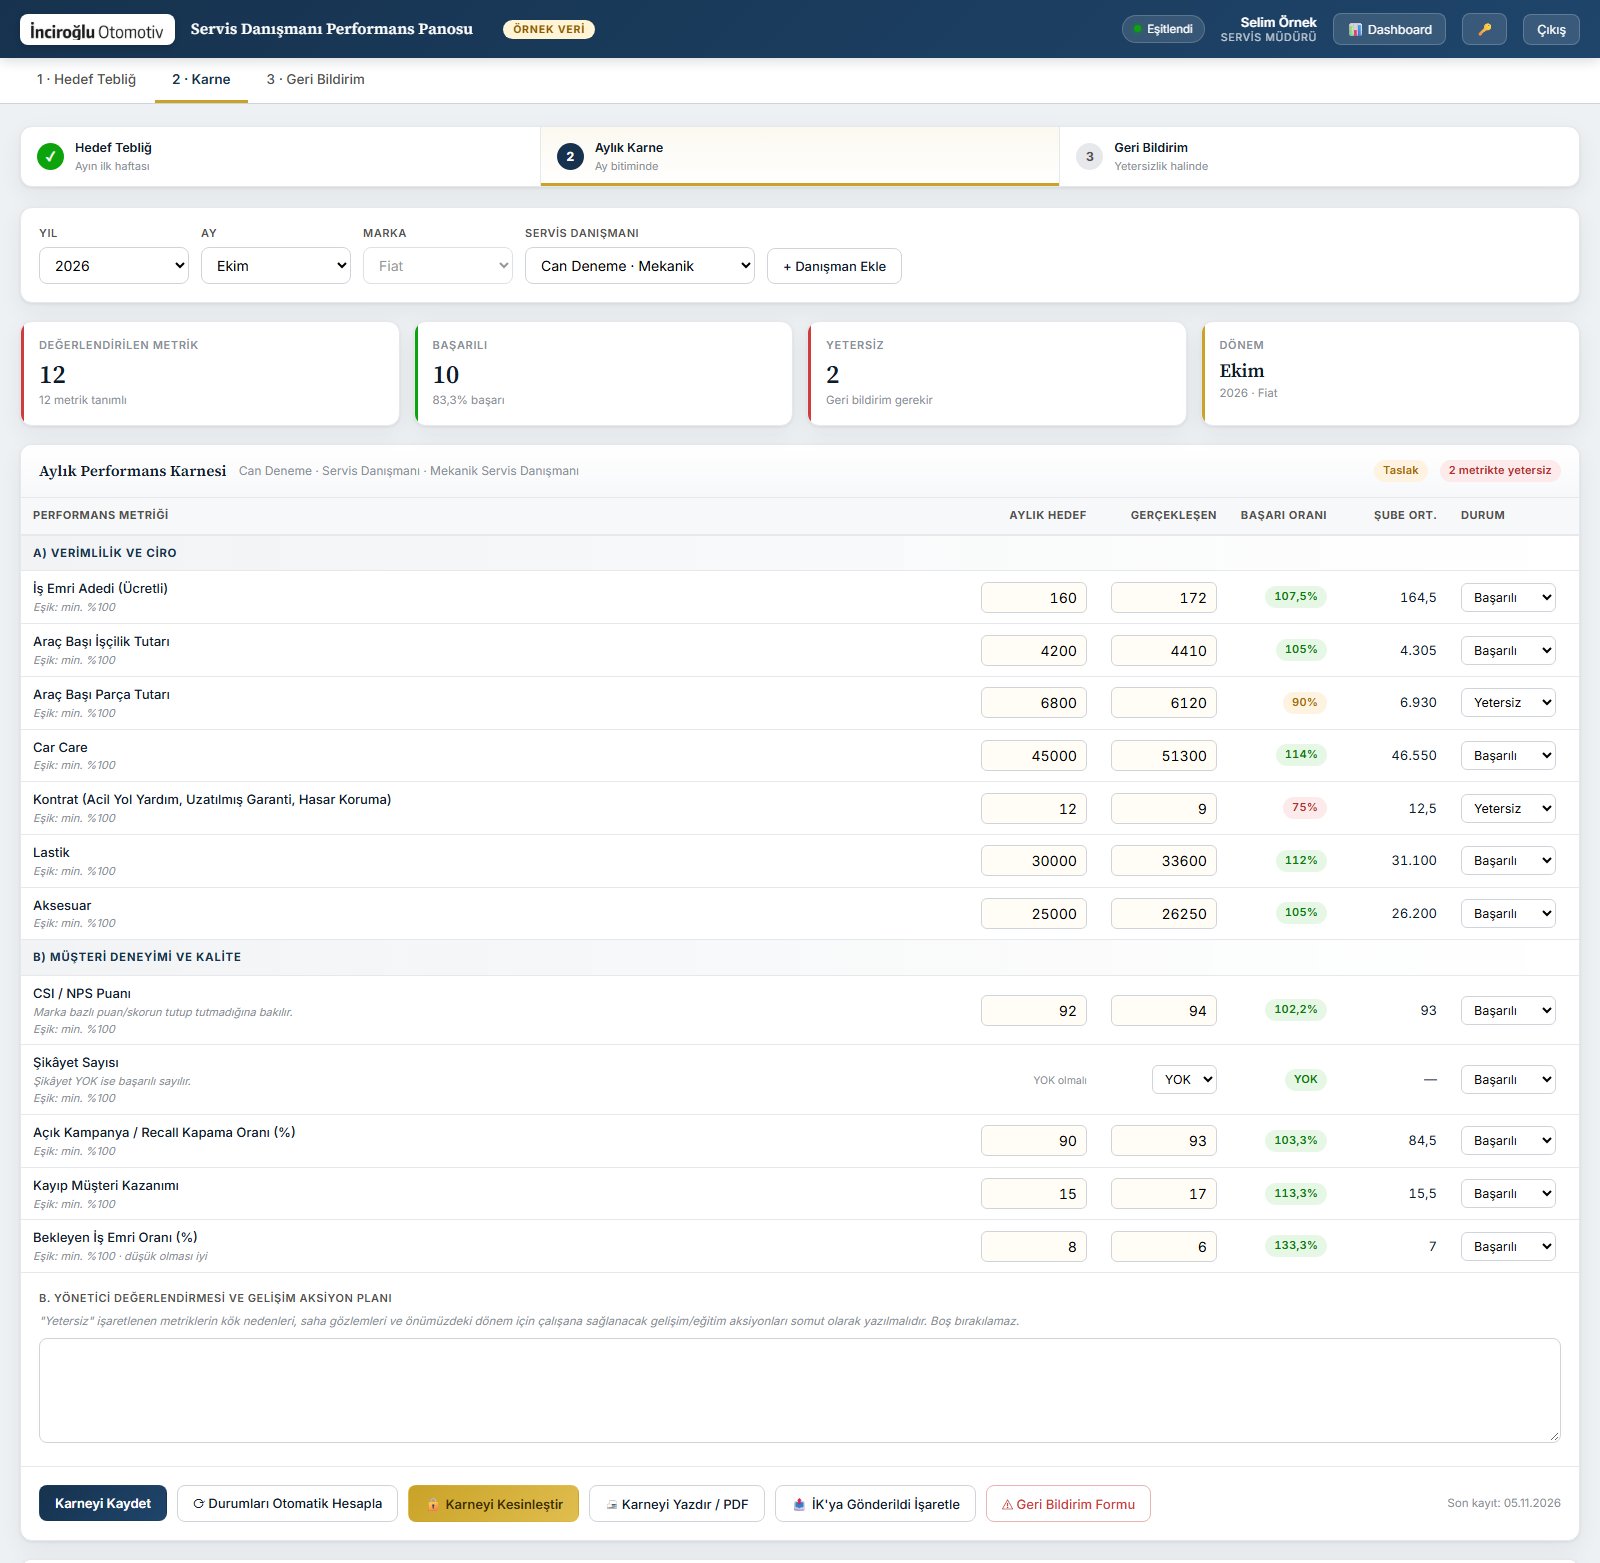 İnciroğlu Otomotiv
Servis Danışmanı Performans Panosu
ÖRNEK VERİ
Eşitlendi
Selim Örnek
SERVİS MÜDÜRÜ
Dashboard
Çıkış
1 · Hedef Tebliğ
2 · Karne
3 · Geri Bildirim
Hedef Tebliğ
Ayın ilk haftası
2
Aylık Karne
Ay bitiminde
3
Geri Bildirim
Yetersizlik halinde
YIL
AY
MARKA
SERVİS DANIŞMANI
2026
Ekim
Fiat
Can Deneme · Mekanik
+ Danışman Ekle
DEĞERLENDİRİLEN METRİK
12
12 metrik tanımlı
BAŞARILI
10
83,3% başarı
YETERSİZ
2
Geri bildirim gerekir
DÖNEM
Ekim
2026 · Fiat
Aylık Performans Karnesi
Can Deneme · Servis Danışmanı · Mekanik Servis Danışmanı
Taslak
2 metrikte yetersiz
PERFORMANS METRİĞİ AYLIK HEDEF GERÇEKLEŞEN BAŞARI ORANI ŞUBE ORT. DURUM
A) VERİMLİLİK VE CİRO
İş Emri Adedi (Ücretli)
Eşik: min. %100
160 172 107,5% 164,5 Başarılı
Araç Başı İşçilik Tutarı
Eşik: min. %100
4200 4410 105% 4.305 Başarılı
Araç Başı Parça Tutarı
Eşik: min. %100
6800 6120 90% 6.930 Yetersiz
Car Care
Eşik: min. %100
45000 51300 114% 46.550 Başarılı
Kontrat (Acil Yol Yardım, Uzatılmış Garanti, Hasar Koruma)
Eşik: min. %100
12 9 75% 12,5 Yetersiz
Lastik
Eşik: min. %100
30000 33600 112% 31.100 Başarılı
Aksesuar
Eşik: min. %100
25000 26250 105% 26.200 Başarılı
B) MÜŞTERİ DENEYİMİ VE KALİTE
CSI / NPS Puanı
Marka bazlı puan/skorun tutup tutmadığına bakılır.
Eşik: min. %100
92 94 102,2% 93 Başarılı
Şikâyet Sayısı
Şikâyet YOK ise başarılı sayılır.
Eşik: min. %100
YOK olmalı YOK YOK — Başarılı
Açık Kampanya / Recall Kapama Oranı (%)
Eşik: min. %100
90 93 103,3% 84,5 Başarılı
Kayıp Müşteri Kazanımı
Eşik: min. %100
15 17 113,3% 15,5 Başarılı
Bekleyen İş Emri Oranı (%)
Eşik: min. %100 · düşük olması iyi
8 6 133,3% 7 Başarılı
B. YÖNETİCİ DEĞERLENDİRMESİ VE GELİŞİM AKSİYON PLANI
"Yetersiz" işaretlenen metriklerin kök nedenleri, saha gözlemleri ve önümüzdeki dönem için çalışana sağlanacak gelişim/eğitim aksiyonları somut olarak yazılmalıdır. Boş bırakılamaz.
Karneyi Kaydet
⟳ Durumları Otomatik Hesapla
Karneyi Kesinleştir
Karneyi Yazdır / PDF
İK'ya Gönderildi İşaretle
⚠ Geri Bildirim Formu
Son kayıt: 05.11.2026